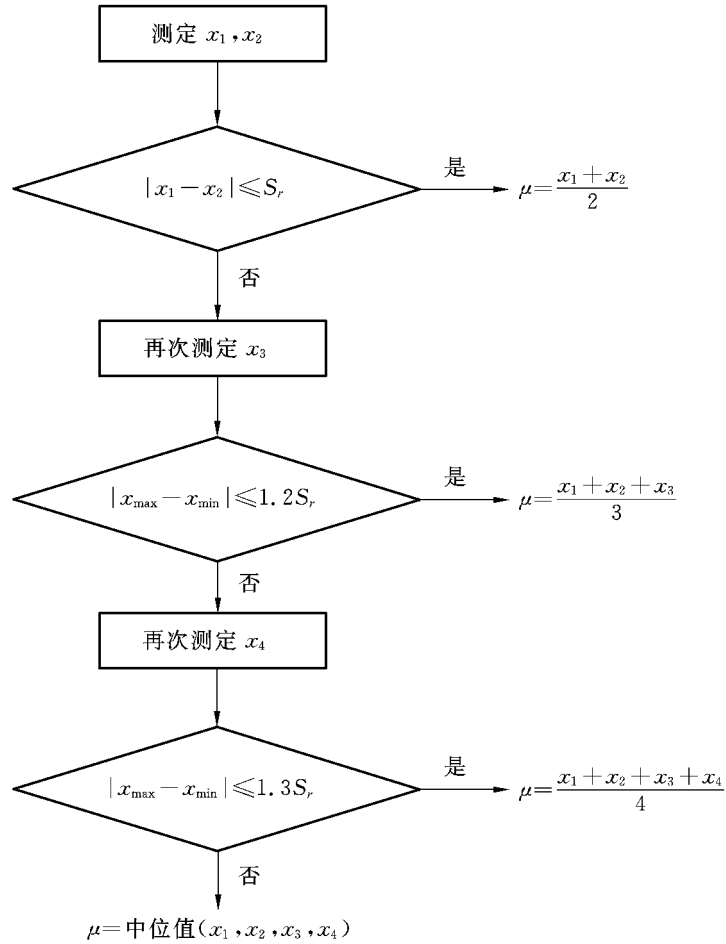 测定 x₁,x₂
|x₁-x₂|≤Sᵣ
是
μ=(x₁+x₂)/2
否
再次测定 x₃
|xmax-xmin|≤1.2Sᵣ
是
μ=(x₁+x₂+x₃)/3
否
再次测定 x₄
|xmax-xmin|≤1.3Sᵣ
是
μ=(x₁+x₂+x₃+x₄)/4
否
μ=中位值(x₁,x₂,x₃,x₄)